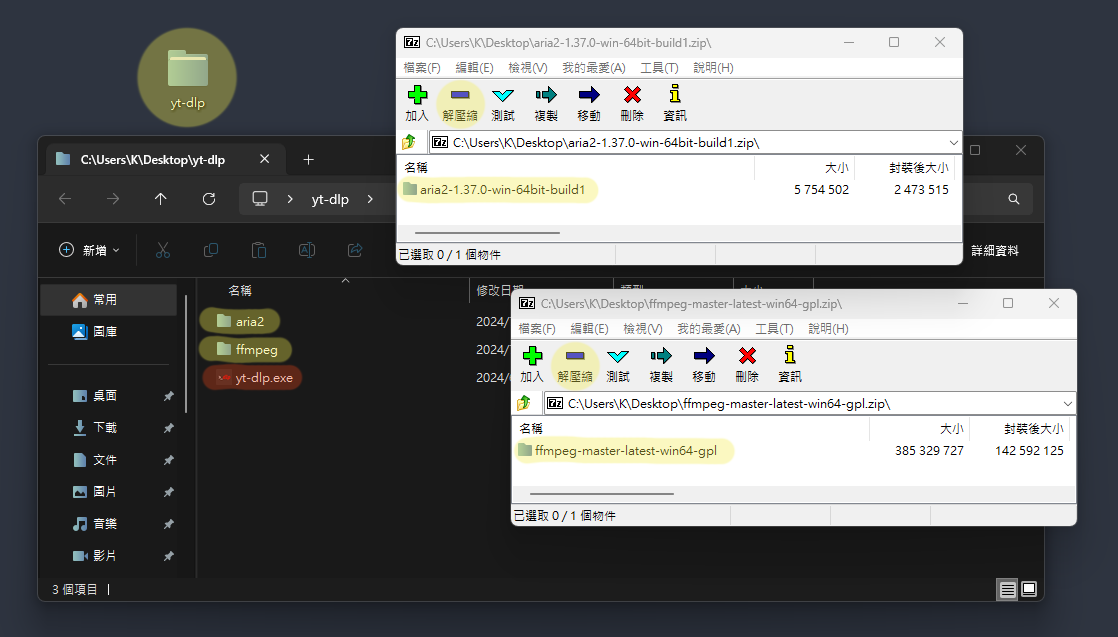 yt-dlp
C:\Users\K\Desktop\aria2-1.37.0-win-64bit-build1.zip\
檔案(F) 編輯(E) 檢視(V) 我的最愛(A) 工具(T) 說明(H)
加入 解壓縮 測試 複製 移動 刪除 資訊
C:\Users\K\Desktop\aria2-1.37.0-win-64bit-build1.zip\
名稱 大小 封裝後大小
aria2-1.37.0-win-64bit-build1 5 754 502 2 473 515
已選取 0 / 1 個物件
C:\Users\K\Desktop\yt-dlp
yt-dlp
新增 詳細資料
名稱 修改日期
aria2 2024/
ffmpeg 2024/
yt-dlp.exe 2024/
常用
圖庫
桌面
下載
文件
圖片
音樂
影片
3 個項目
C:\Users\K\Desktop\ffmpeg-master-latest-win64-gpl.zip\
檔案(F) 編輯(E) 檢視(V) 我的最愛(A) 工具(T) 說明(H)
加入 解壓縮 測試 複製 移動 刪除 資訊
C:\Users\K\Desktop\ffmpeg-master-latest-win64-gpl.zip\
名稱 大小 封裝後大小
ffmpeg-master-latest-win64-gpl 385 329 727 142 592 125
已選取 0 / 1 個物件